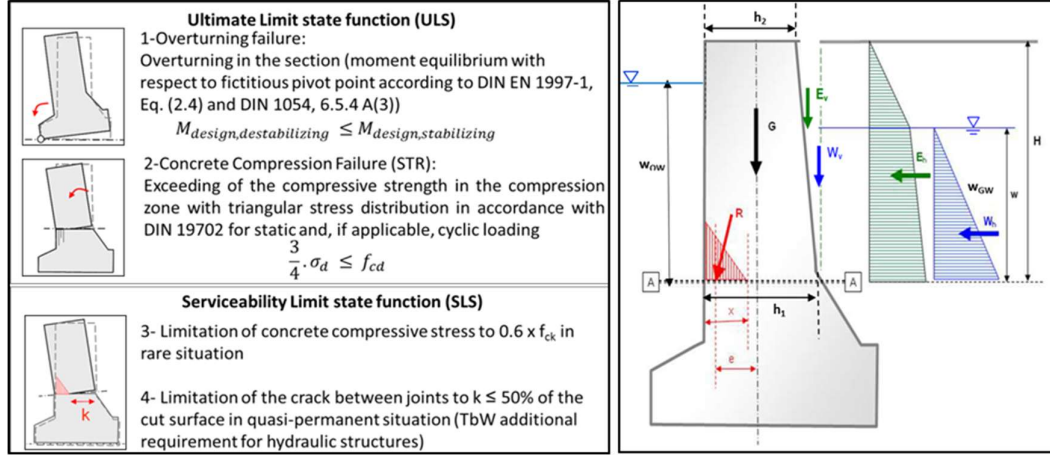 Ultimate Limit state function (ULS)
1-Overturning failure:
Overturning in the section (moment equilibrium with
respect to fictitious pivot point according to DIN EN 1997-1,
Eq. (2.4) and DIN 1054, 6.5.4 A(3))
M_design,destabilizing ≤ M_design,stabilizing
2-Concrete Compression Failure (STR):
Exceeding of the compressive strength in the compression
zone with triangular stress distribution in accordance with
DIN 19702 for static and, if applicable, cyclic loading
3/4 . σ_d ≤ f_cd
Serviceability Limit state function (SLS)
3- Limitation of concrete compressive stress to 0.6 x f_ck in
rare situation
k
4- Limitation of the crack between joints to k ≤ 50% of the
cut surface in quasi-permanent situation (TbW additional
requirement for hydraulic structures)
h₂
E_v
G
H
W_v
E_h
w_OW
w_GW
w
R
W_h
A
A
x
h₁
e